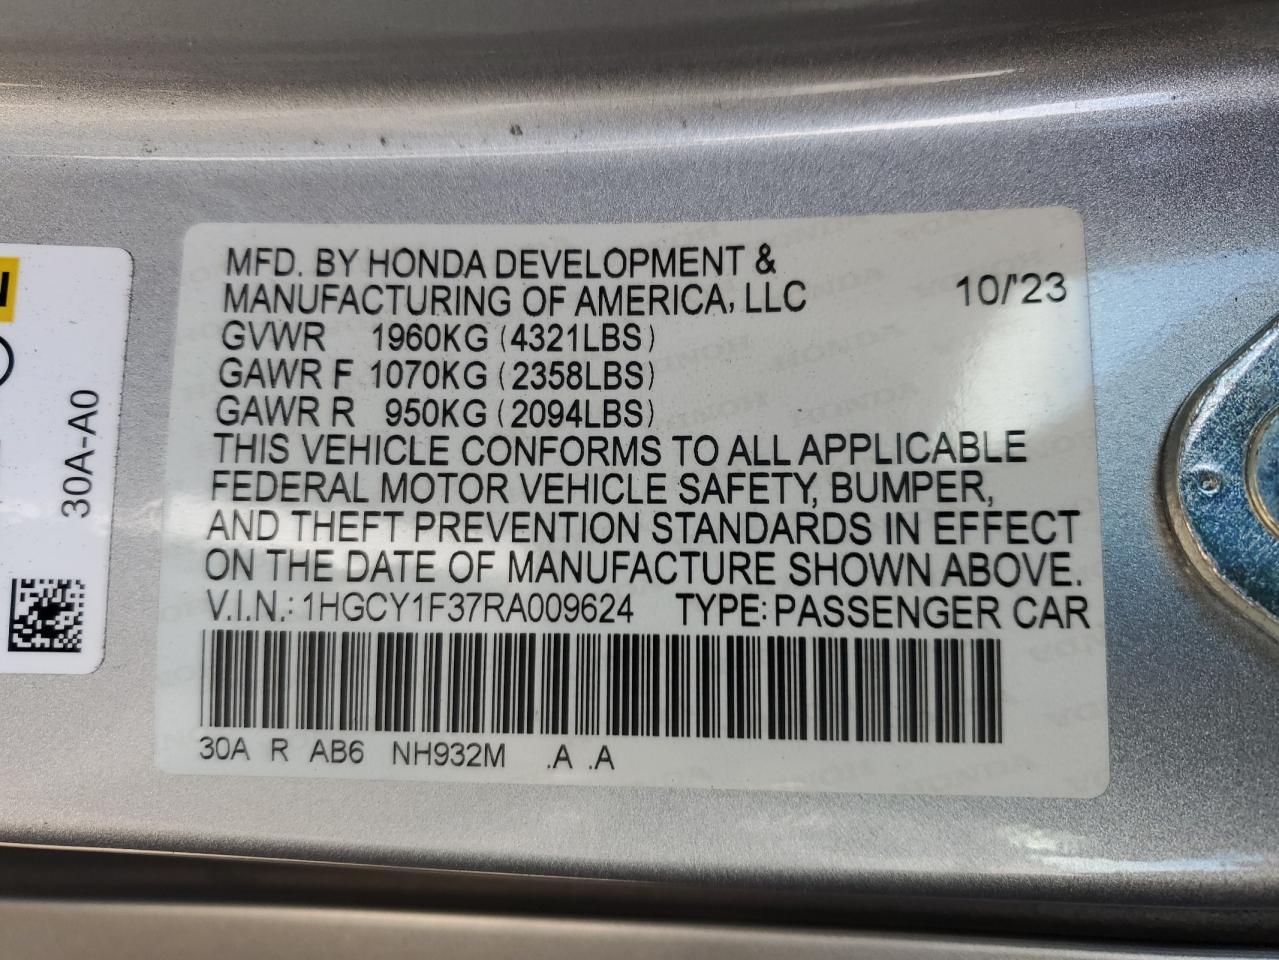 MFD. BY HONDA DEVELOPMENT &
MANUFACTURING OF AMERICA, LLC 10/'23
GVWR 1960KG (4321LBS)
GAWR F 1070KG (2358LBS)
GAWR R 950KG (2094LBS)
THIS VEHICLE CONFORMS TO ALL APPLICABLE
FEDERAL MOTOR VEHICLE SAFETY, BUMPER,
AND THEFT PREVENTION STANDARDS IN EFFECT
ON THE DATE OF MANUFACTURE SHOWN ABOVE.
V.I.N.: 1HGCY1F37RA009624 TYPE: PASSENGER CAR
30A R AB6 NH932M .A .A
30A-A0